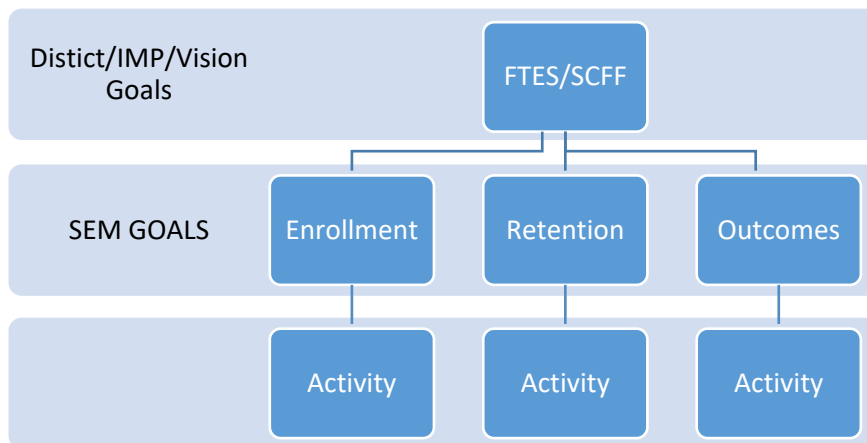 Distict/IMP/Vision
Goals
FTES/SCFF
SEM GOALS
Enrollment
Retention
Outcomes
Activity
Activity
Activity